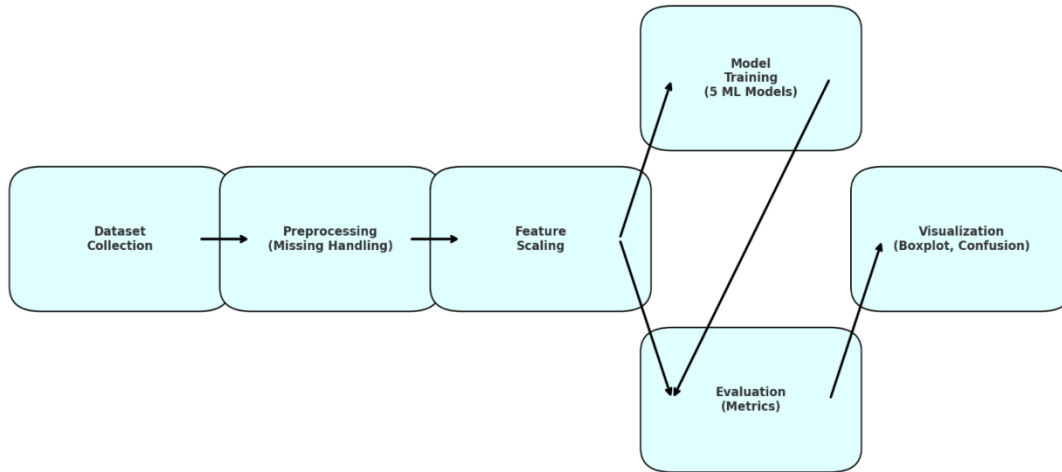 Dataset
Collection
Preprocessing
(Missing Handling)
Feature
Scaling
Model
Training
(5 ML Models)
Evaluation
(Metrics)
Visualization
(Boxplot, Confusion)